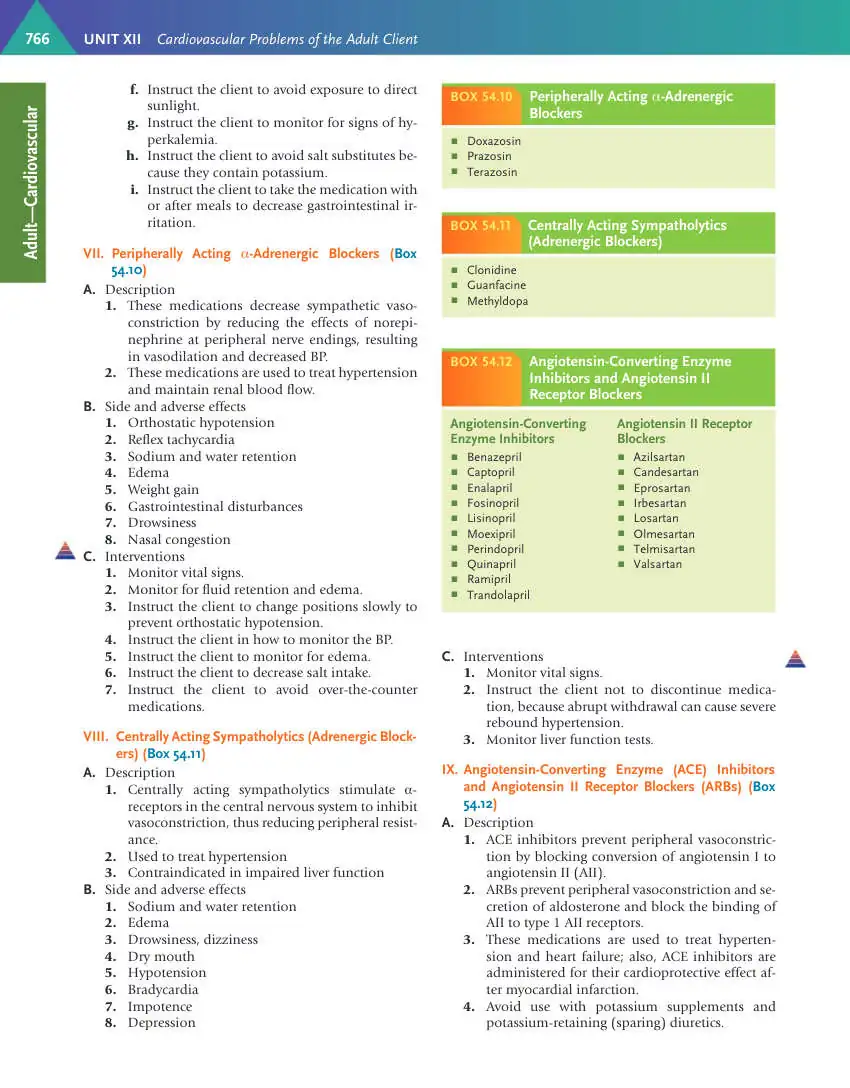 766 UNIT XII Cardiovascular Problems of the Adult Client
Adult—Cardiovascular
f. Instruct the client to avoid exposure to direct
sunlight.
g. Instruct the client to monitor for signs of hy-
perkalemia.
h. Instruct the client to avoid salt substitutes be-
cause they contain potassium.
i. Instruct the client to take the medication with
or after meals to decrease gastrointestinal ir-
ritation.
VII. Peripherally Acting α-Adrenergic Blockers (Box
54.10)
A. Description
1. These medications decrease sympathetic vaso-
constriction by reducing the effects of norepi-
nephrine at peripheral nerve endings, resulting
in vasodilation and decreased BP.
2. These medications are used to treat hypertension
and maintain renal blood flow.
B. Side and adverse effects
1. Orthostatic hypotension
2. Reflex tachycardia
3. Sodium and water retention
4. Edema
5. Weight gain
6. Gastrointestinal disturbances
7. Drowsiness
8. Nasal congestion
C. Interventions
1. Monitor vital signs.
2. Monitor for fluid retention and edema.
3. Instruct the client to change positions slowly to
prevent orthostatic hypotension.
4. Instruct the client in how to monitor the BP.
5. Instruct the client to monitor for edema.
6. Instruct the client to decrease salt intake.
7. Instruct the client to avoid over-the-counter
medications.
VIII. Centrally Acting Sympatholytics (Adrenergic Block-
ers) (Box 54.11)
A. Description
1. Centrally acting sympatholytics stimulate α-
receptors in the central nervous system to inhibit
vasoconstriction, thus reducing peripheral resist-
ance.
2. Used to treat hypertension
3. Contraindicated in impaired liver function
B. Side and adverse effects
1. Sodium and water retention
2. Edema
3. Drowsiness, dizziness
4. Dry mouth
5. Hypotension
6. Bradycardia
7. Impotence
8. Depression
BOX 54.10 Peripherally Acting α-Adrenergic
Blockers
■ Doxazosin
■ Prazosin
■ Terazosin
BOX 54.11 Centrally Acting Sympatholytics
(Adrenergic Blockers)
■ Clonidine
■ Guanfacine
■ Methyldopa
BOX 54.12 Angiotensin-Converting Enzyme
Inhibitors and Angiotensin II
Receptor Blockers
Angiotensin-Converting
Enzyme Inhibitors
■ Benazepril
■ Captopril
■ Enalapril
■ Fosinopril
■ Lisinopril
■ Moexipril
■ Perindopril
■ Quinapril
■ Ramipril
■ Trandolapril
Angiotensin II Receptor
Blockers
■ Azilsartan
■ Candesartan
■ Eprosartan
■ Irbesartan
■ Losartan
■ Olmesartan
■ Telmisartan
■ Valsartan
C. Interventions
1. Monitor vital signs.
2. Instruct the client not to discontinue medica-
tion, because abrupt withdrawal can cause severe
rebound hypertension.
3. Monitor liver function tests.
IX. Angiotensin-Converting Enzyme (ACE) Inhibitors
and Angiotensin II Receptor Blockers (ARBs) (Box
54.12)
A. Description
1. ACE inhibitors prevent peripheral vasoconstric-
tion by blocking conversion of angiotensin I to
angiotensin II (AII).
2. ARBs prevent peripheral vasoconstriction and se-
cretion of aldosterone and block the binding of
AII to type 1 AII receptors.
3. These medications are used to treat hyperten-
sion and heart failure; also, ACE inhibitors are
administered for their cardioprotective effect af-
ter myocardial infarction.
4. Avoid use with potassium supplements and
potassium-retaining (sparing) diuretics.